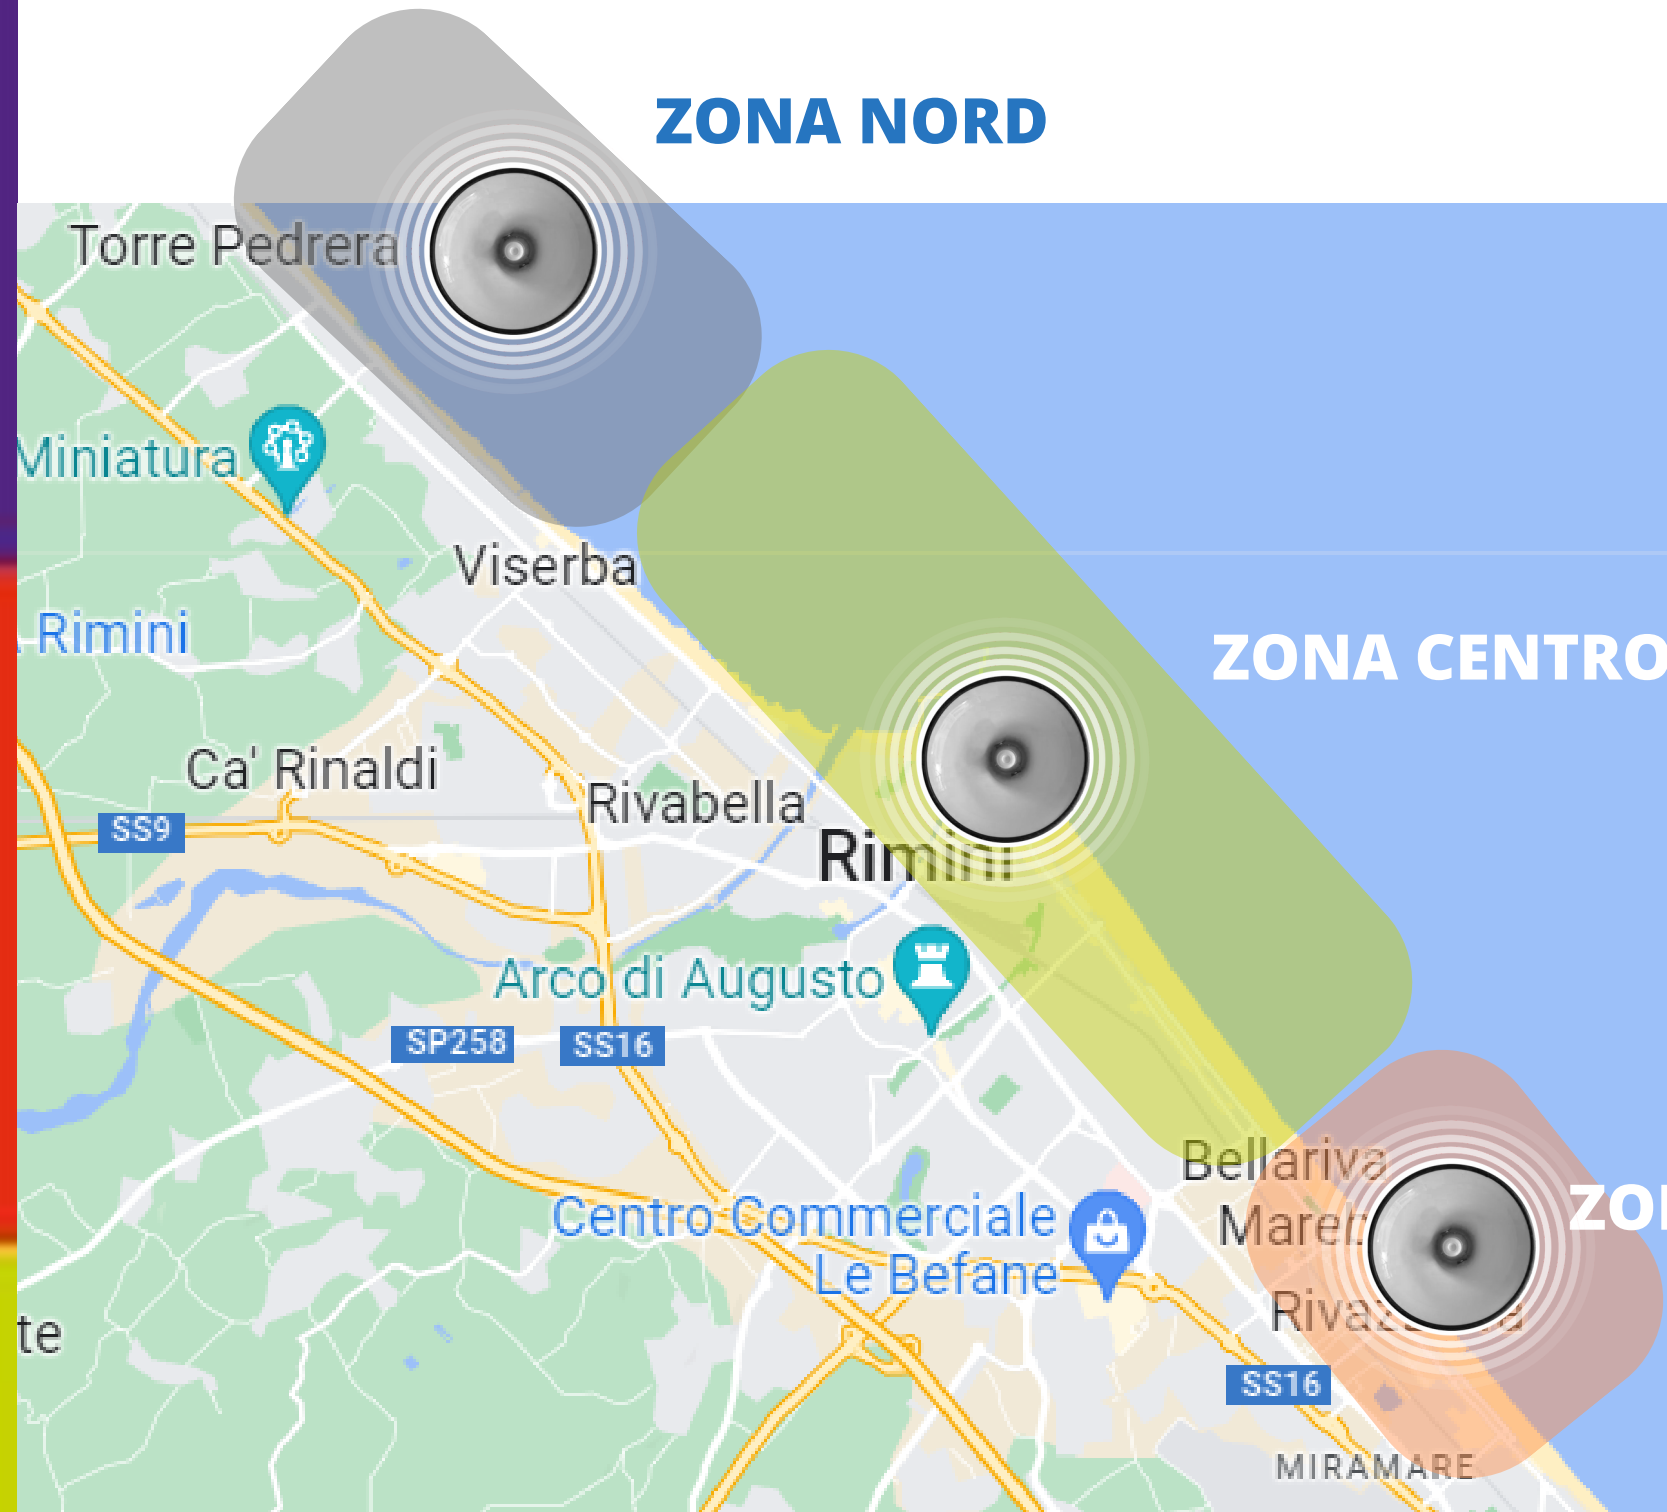 ZONA NORD
Torre Pedrera
Miniatura
Viserba
Rimini
ZONA CENTRO
Ca' Rinaldi
Rivabella
SS9
Rimini
Arco di Augusto
SP258
SS16
Bellariva
Centro Commerciale
Le Befane
ZO
te
SS16
MIRAMARE